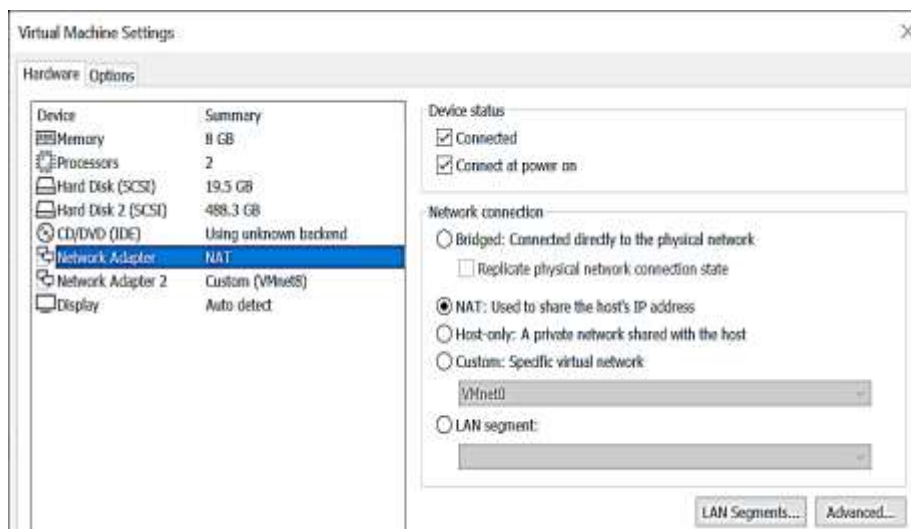 Virtual Machine Settings
Hardware Options
Device Summary
Memory 8 GB
Processors 2
Hard Disk (SCSI) 19.5 GB
Hard Disk 2 (SCSI) 488.3 GB
CD/DVD (IDE) Using unknown backend
Network Adapter NAT
Network Adapter 2 Custom (VMnet8)
Display Auto detect
Device status
Connected
Connect at power on
Network connection
Bridged: Connected directly to the physical network
Replicate physical network connection state
NAT: Used to share the host's IP address
Host-only: A private network shared with the host
Custom: Specific virtual network
VMnet0
LAN segment:
LAN Segments... Advanced...